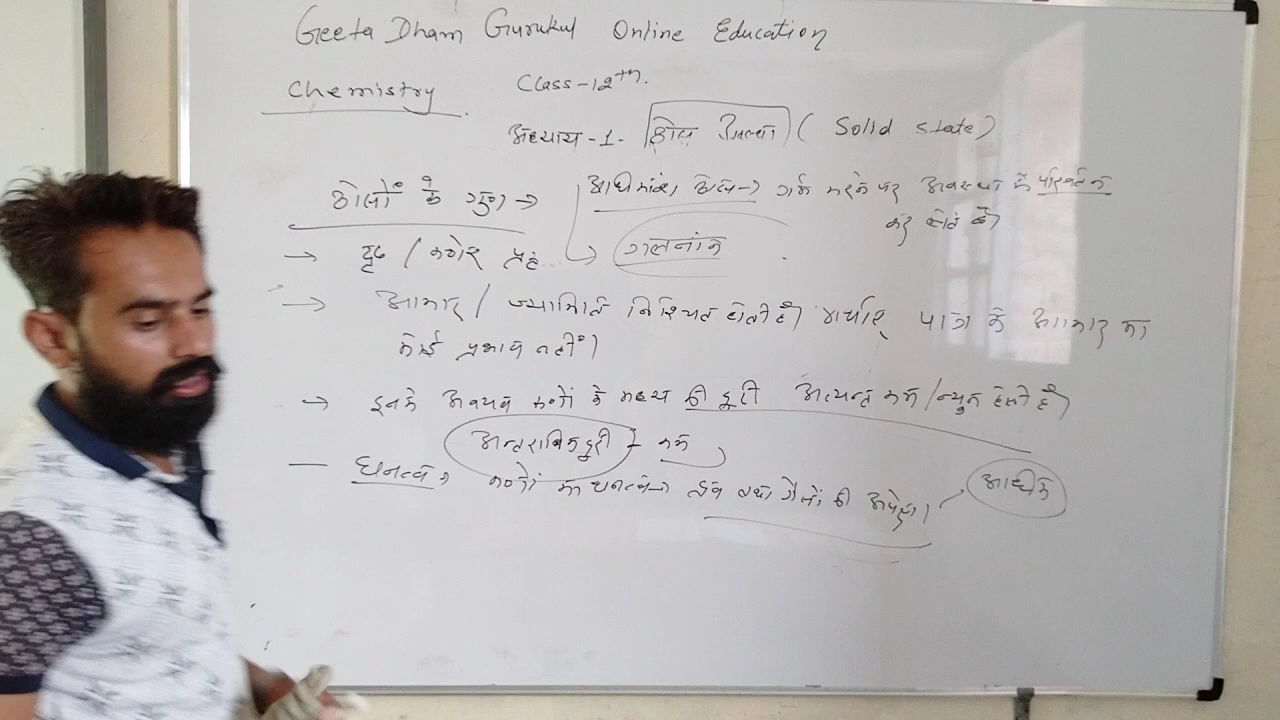 Geeta Dham Gurukul Online Education
Chemistry
Class-12th.
अध्याय-1. ठोस अवस्था ( Solid state )
ठोसों के गुण →
अधिकांश ठोस → गर्म करने पर अवस्था में परिवर्तन
कर लेते है।
→ दृढ़ / कठोर
→ गलनांक
→ आकार / ज्यामिति निश्चित होती है। अर्थात् पात्र के आकार का
कोई प्रभाव नहीं।
→ इनके अवयव कणों के मध्य की दूरी अत्यन्त कम / न्यून होती है।
अन्तराण्विक दूरी - कम
— घनत्व → कणों का घनत्व → द्रव तथा गैसों की अपेक्षा।
अधिक